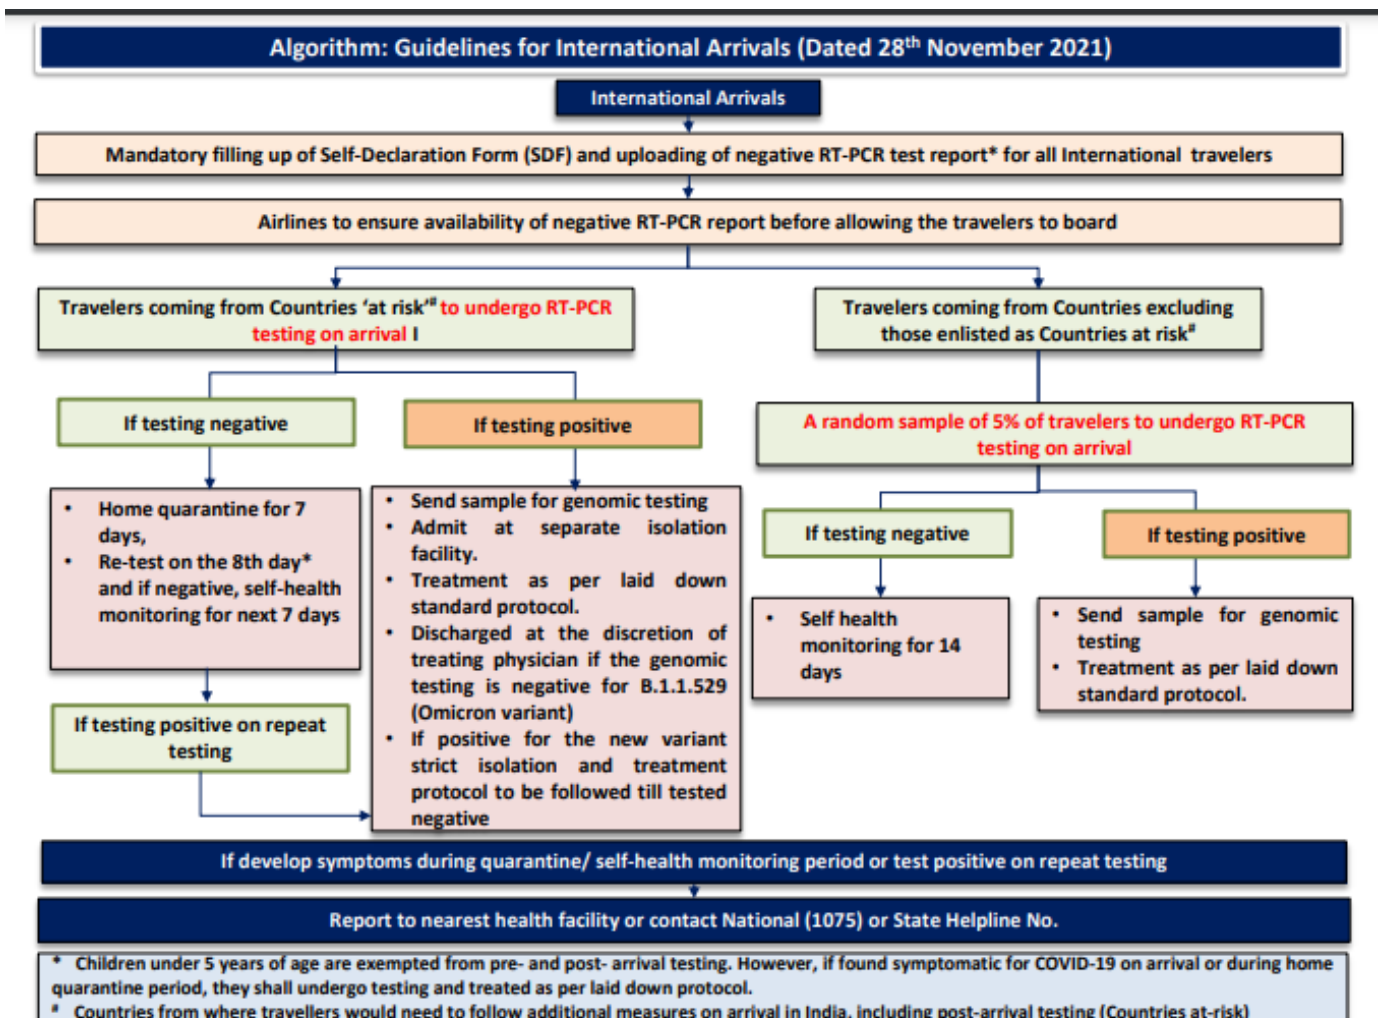 Algorithm: Guidelines for International Arrivals (Dated 28th November 2021)
International Arrivals
Mandatory filling up of Self-Declaration Form (SDF) and uploading of negative RT-PCR test report* for all International travelers
Airlines to ensure availability of negative RT-PCR report before allowing the travelers to board
Travelers coming from Countries ‘at risk’# to undergo RT-PCR
testing on arrival I
If testing negative
• Home quarantine for 7
days,
• Re-test on the 8th day*
and if negative, self-health
monitoring for next 7 days
If testing positive on repeat
testing
If testing positive
• Send sample for genomic testing
• Admit at separate isolation
facility.
• Treatment as per laid down
standard protocol.
• Discharged at the discretion of
treating physician if the genomic
testing is negative for B.1.1.529
(Omicron variant)
• If positive for the new variant
strict isolation and treatment
protocol to be followed till tested
negative
Travelers coming from Countries excluding
those enlisted as Countries at risk#
A random sample of 5% of travelers to undergo RT-PCR
testing on arrival
If testing negative
• Self health
monitoring for 14
days
If testing positive
• Send sample for genomic
testing
• Treatment as per laid down
standard protocol.
If develop symptoms during quarantine/ self-health monitoring period or test positive on repeat testing
Report to nearest health facility or contact National (1075) or State Helpline No.
* Children under 5 years of age are exempted from pre- and post- arrival testing. However, if found symptomatic for COVID-19 on arrival or during home
quarantine period, they shall undergo testing and treated as per laid down protocol.
# Countries from where travellers would need to follow additional measures on arrival in India, including post-arrival testing (Countries at-risk)